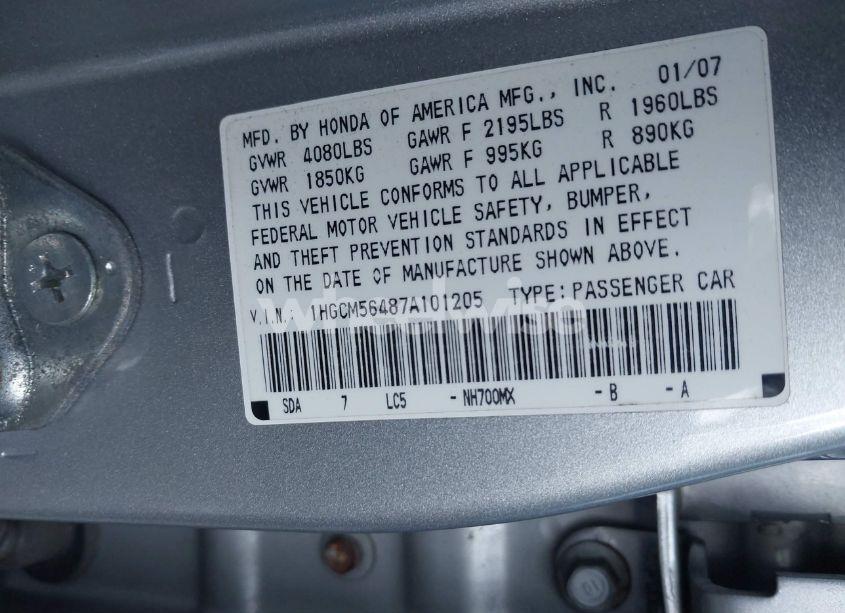 MFD. BY HONDA OF AMERICA MFG., INC. 01/07
GVWR 4080LBS GAWR F 2195LBS R 1960LBS
GVWR 1850KG GAWR F 995KG R 890KG
THIS VEHICLE CONFORMS TO ALL APPLICABLE
FEDERAL MOTOR VEHICLE SAFETY, BUMPER,
AND THEFT PREVENTION STANDARDS IN EFFECT
ON THE DATE OF MANUFACTURE SHOWN ABOVE.
V.I.N.: 1HGCM56487A101205 TYPE:PASSENGER CAR
wheelwise
SDA 7 LC5 -NH700MX -B -A